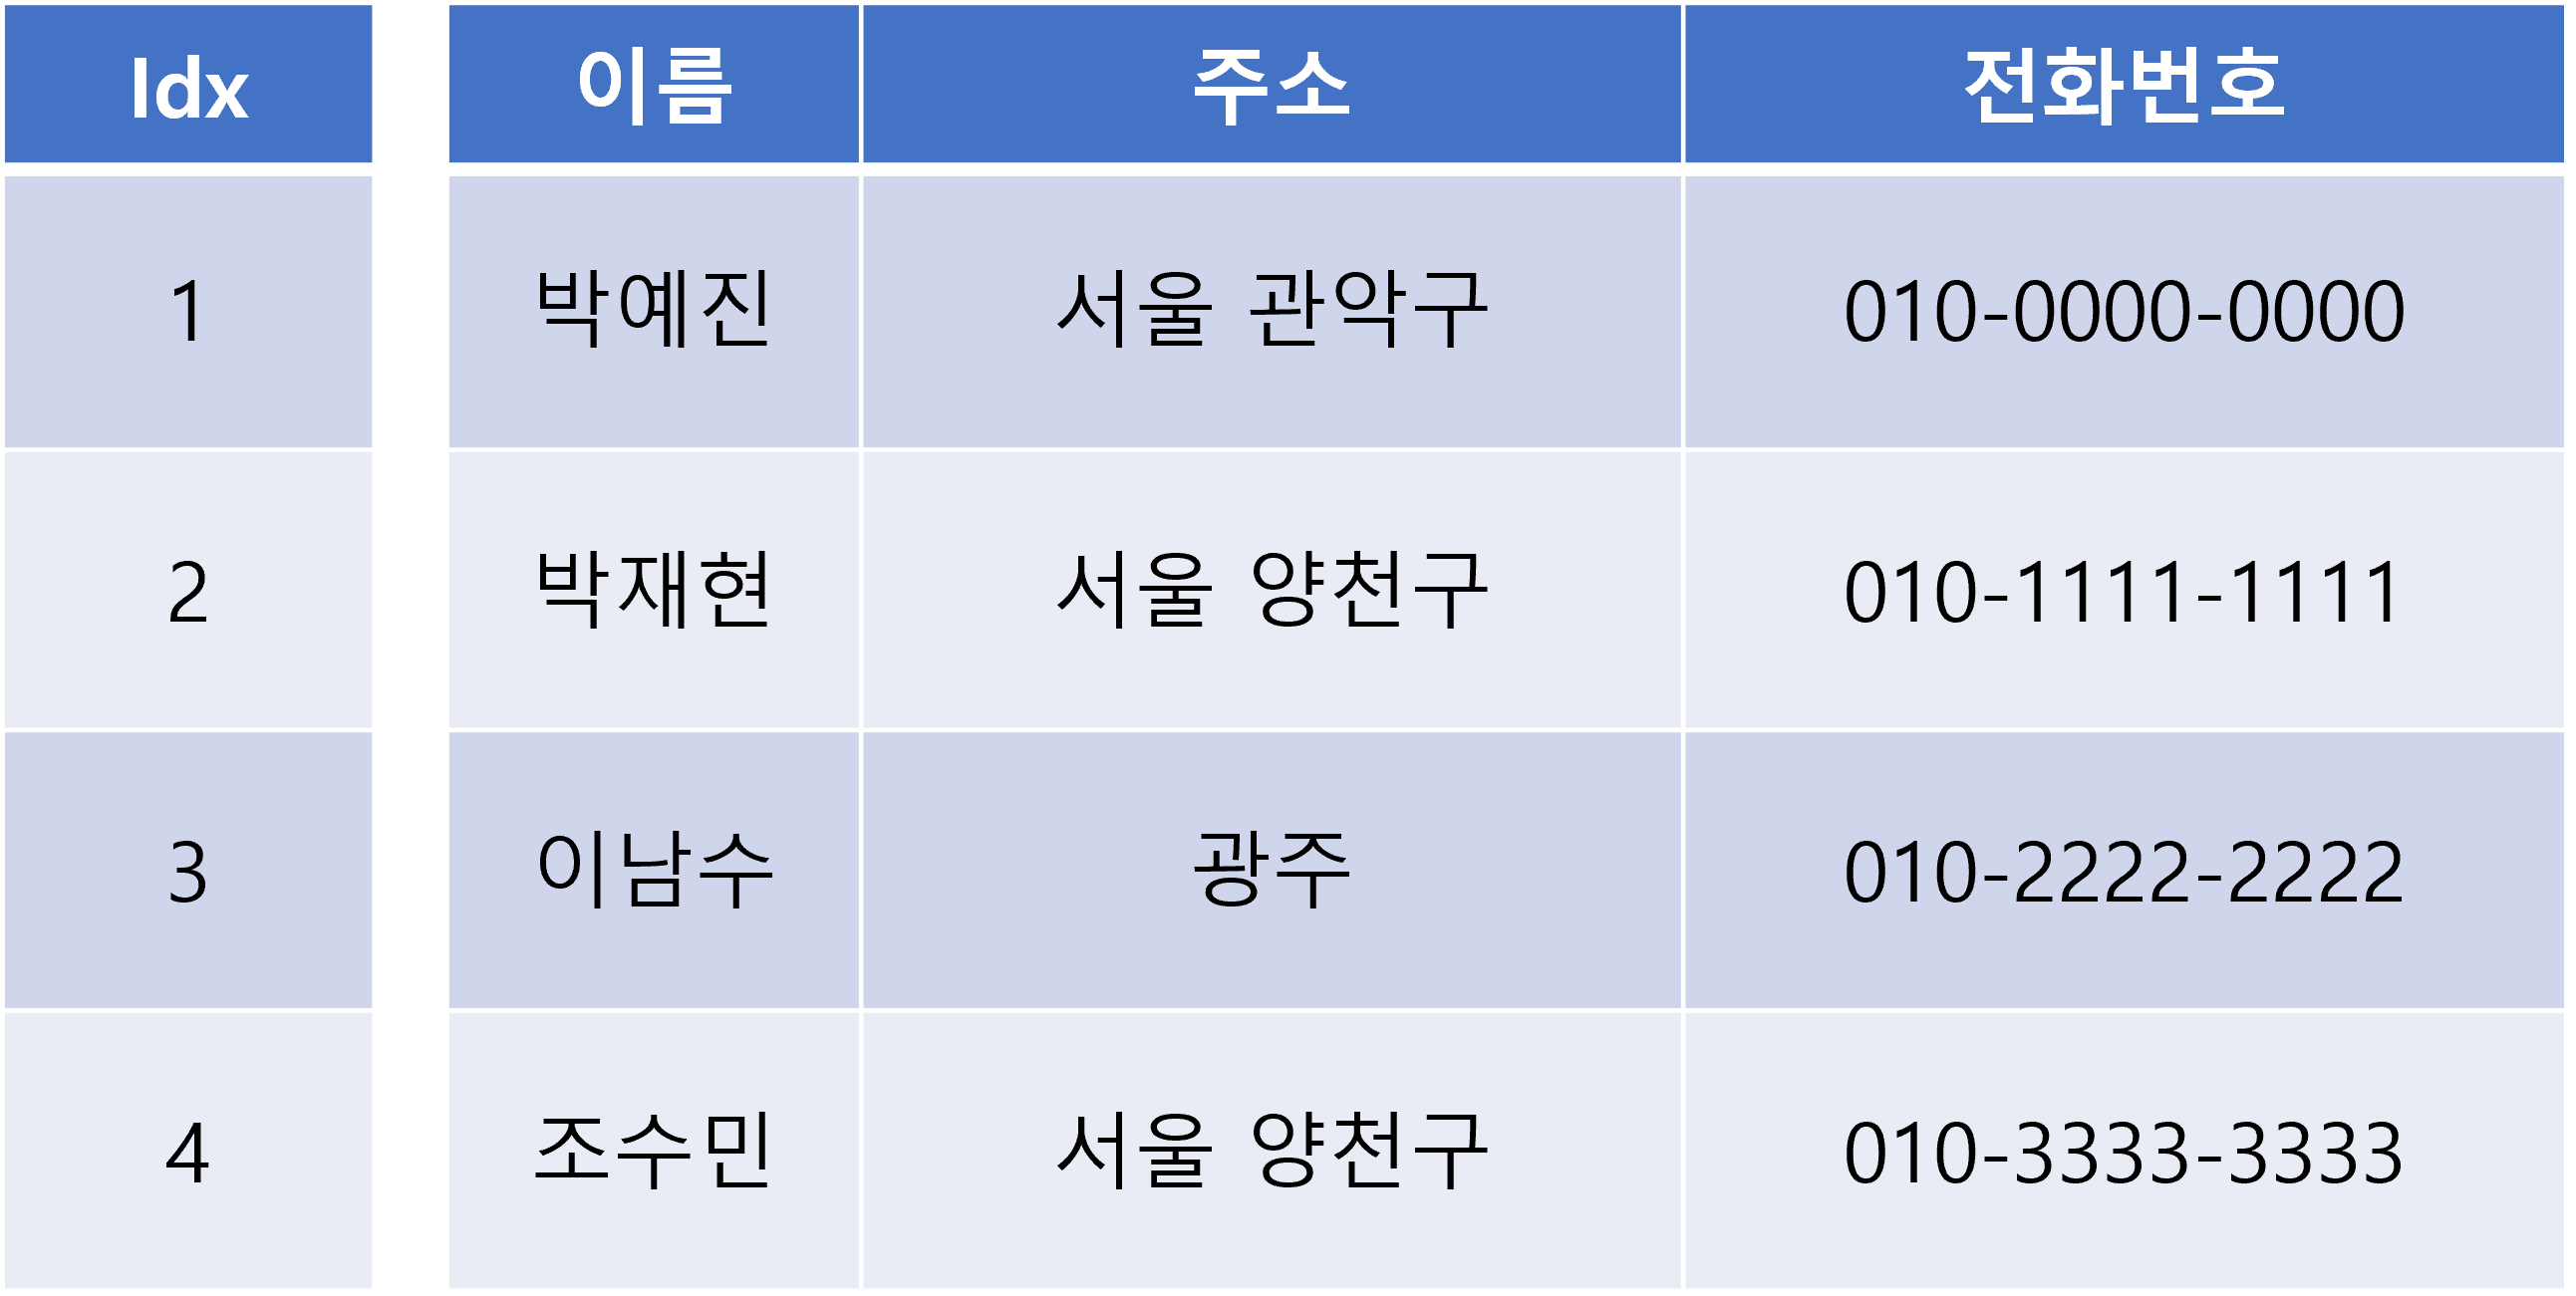 Idx 이름 주소 전화번호
1 박예진 서울 관악구 010-0000-0000
2 박재현 서울 양천구 010-1111-1111
3 이남수 광주 010-2222-2222
4 조수민 서울 양천구 010-3333-3333